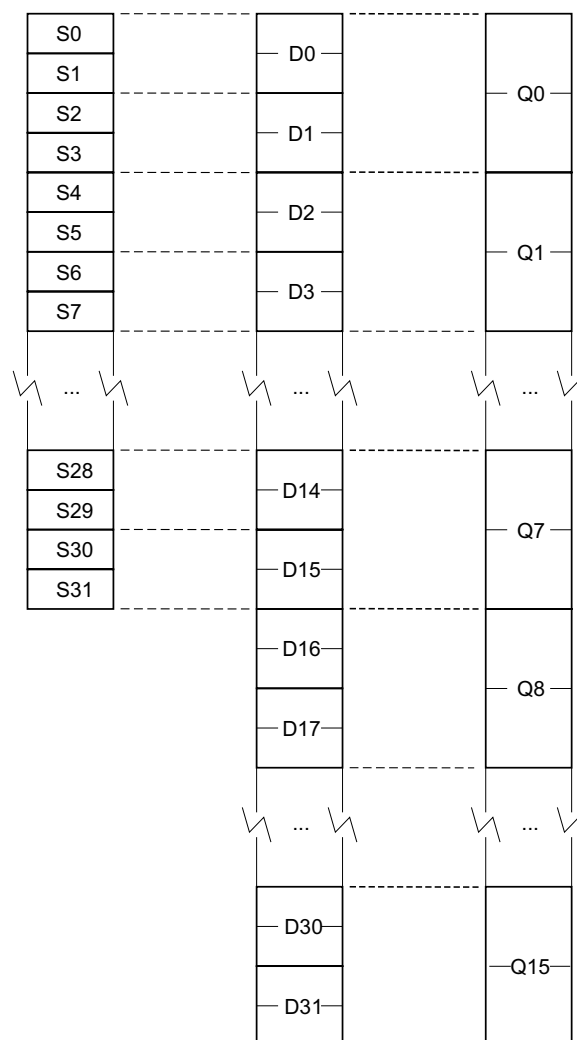 S0
S1
S2
S3
S4
S5
S6
S7
...
S28
S29
S30
S31
D0
D1
D2
D3
...
D14
D15
D16
D17
...
D30
D31
Q0
Q1
...
Q7
Q8
...
Q15